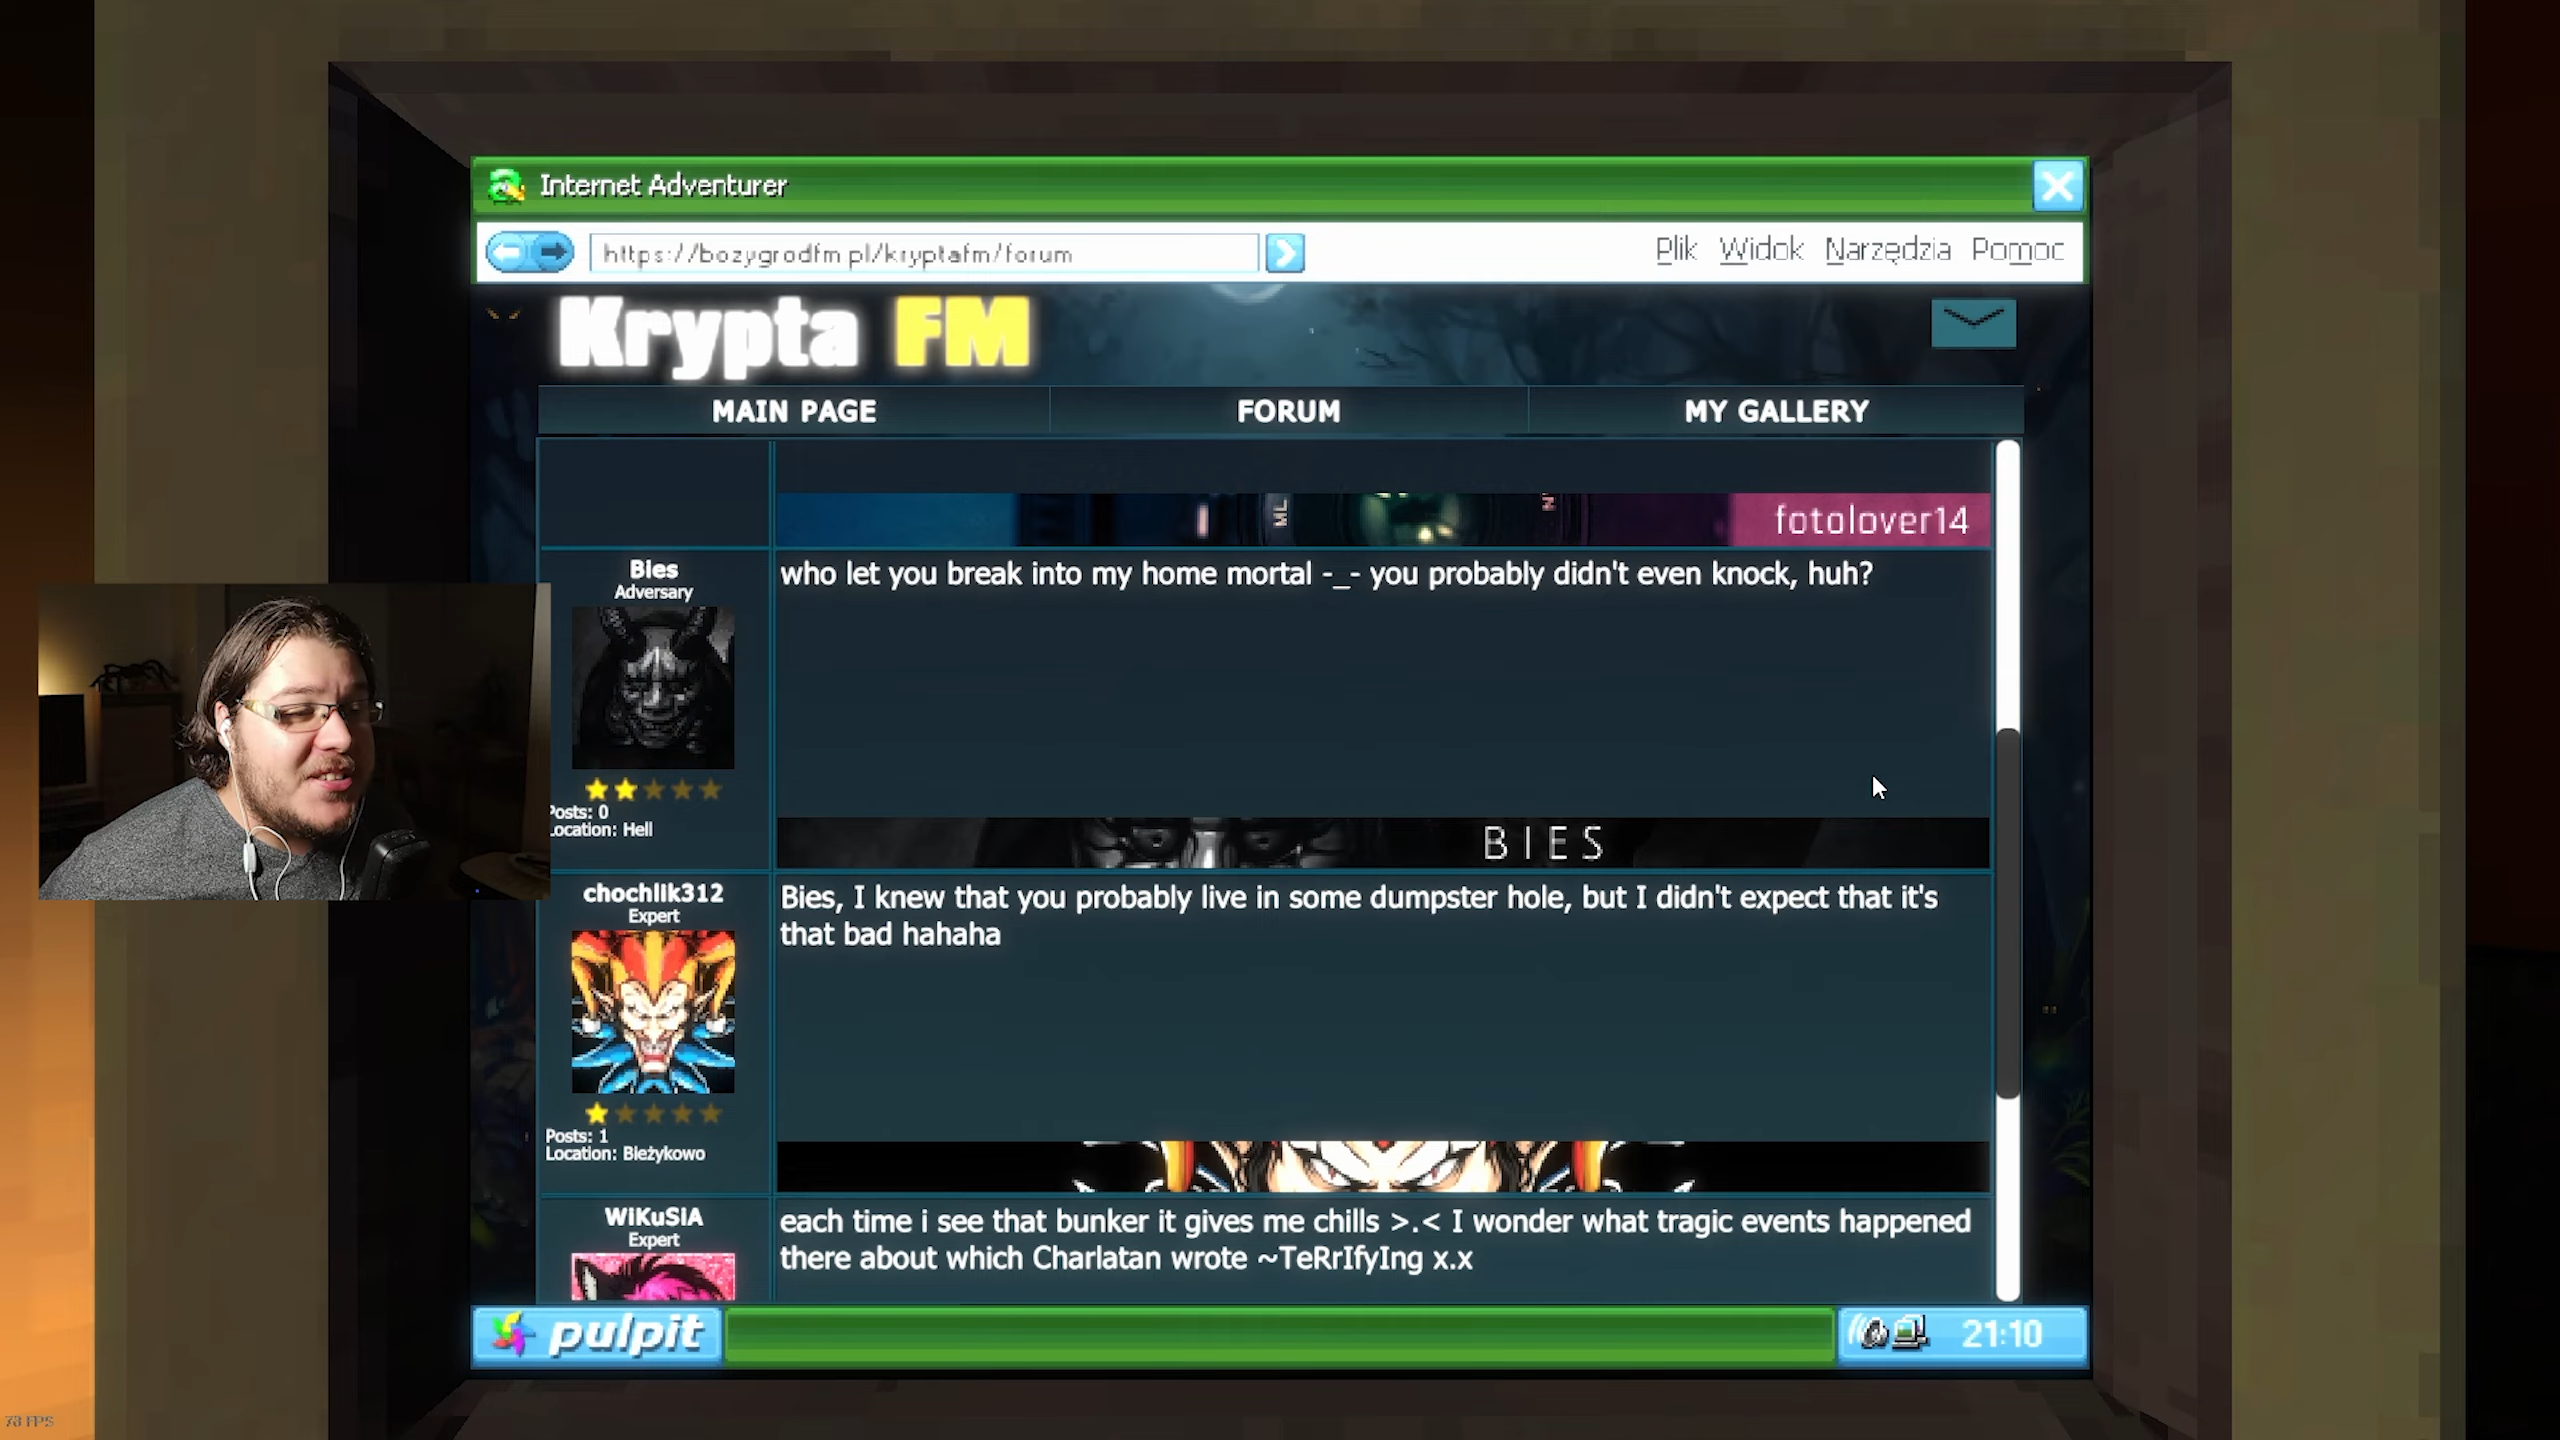 Internet Adventurer
https://bozygrodfm.pl/kryptafm/forum
Plik Widok Narzędzia Pomoc
Krypta FM
MAIN PAGE FORUM MY GALLERY
ML
fotolover14
Bies
Adversary
who let you break into my home mortal -_- you probably didn't even knock, huh?
Posts: 0
Location: Hell
BIES
chochlik312
Expert
Bies, I knew that you probably live in some dumpster hole, but I didn't expect that it's
that bad hahaha
Posts: 1
Location: Bieżykowo
WiKuSIA
Expert
each time i see that bunker it gives me chills >.< I wonder what tragic events happened
there about which Charlatan wrote ~TeRrIfyIng x.x
pulpit
21:10
73 FPS